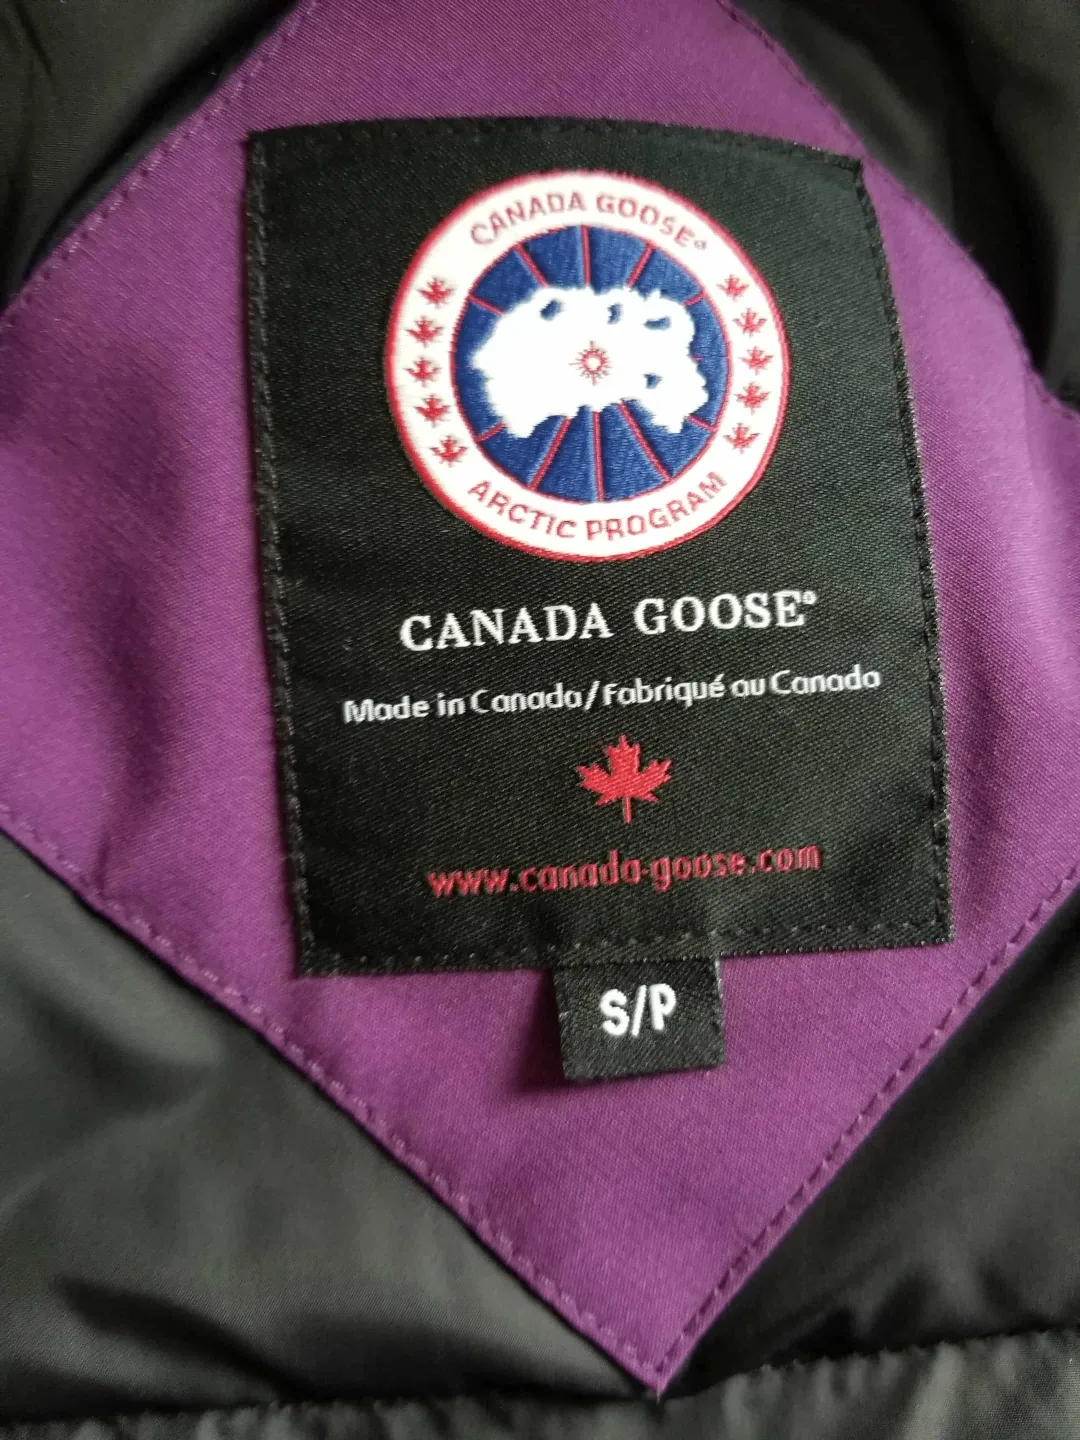 CANADA GOOSE®
ARCTIC PROGRAM
CANADA GOOSE®
Made in Canada/Fabriqué au Canada
www.canada-goose.com
S/P